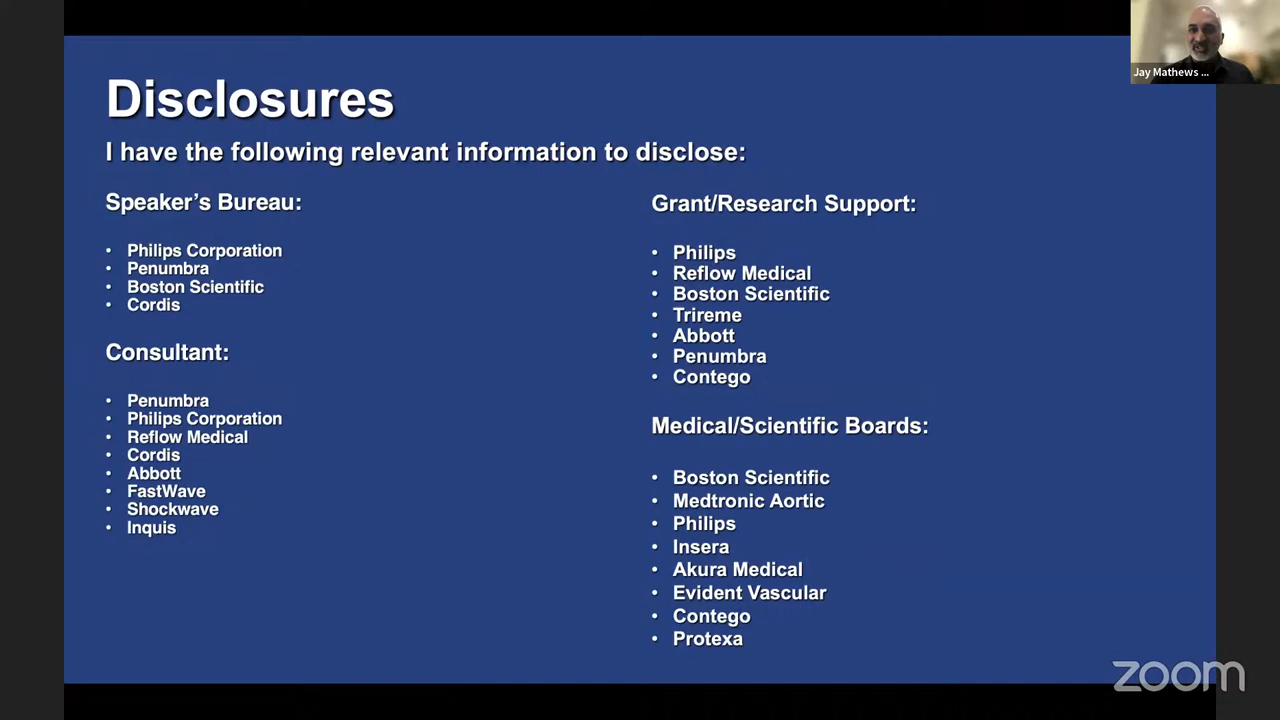 Disclosures
I have the following relevant information to disclose:
Speaker's Bureau:
• Philips Corporation
• Penumbra
• Boston Scientific
• Cordis
Consultant:
• Penumbra
• Philips Corporation
• Reflow Medical
• Cordis
• Abbott
• FastWave
• Shockwave
• Inquis
Grant/Research Support:
• Philips
• Reflow Medical
• Boston Scientific
• Trireme
• Abbott
• Penumbra
• Contego
Medical/Scientific Boards:
• Boston Scientific
• Medtronic Aortic
• Philips
• Insera
• Akura Medical
• Evident Vascular
• Contego
• Protexa
Jay Mathews ...
zoom